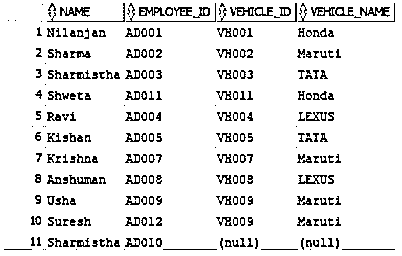 NAME EMPLOYEE_ID VEHICLE_ID VEHICLE_NAME
1 Nilanjan AD001 VH001 Honda
2 Sharma AD002 VH002 Maruti
3 Sharmistha AD003 VH003 TATA
4 Shweta AD011 VH011 Honda
5 Ravi AD004 VH004 LEXUS
6 Kishan AD005 VH005 TATA
7 Krishna AD007 VH007 Maruti
8 Anshuman AD008 VH008 LEXUS
9 Usha AD009 VH009 Maruti
10 Suresh AD012 VH009 Maruti
11 Sharmistha AD010 (null) (null)